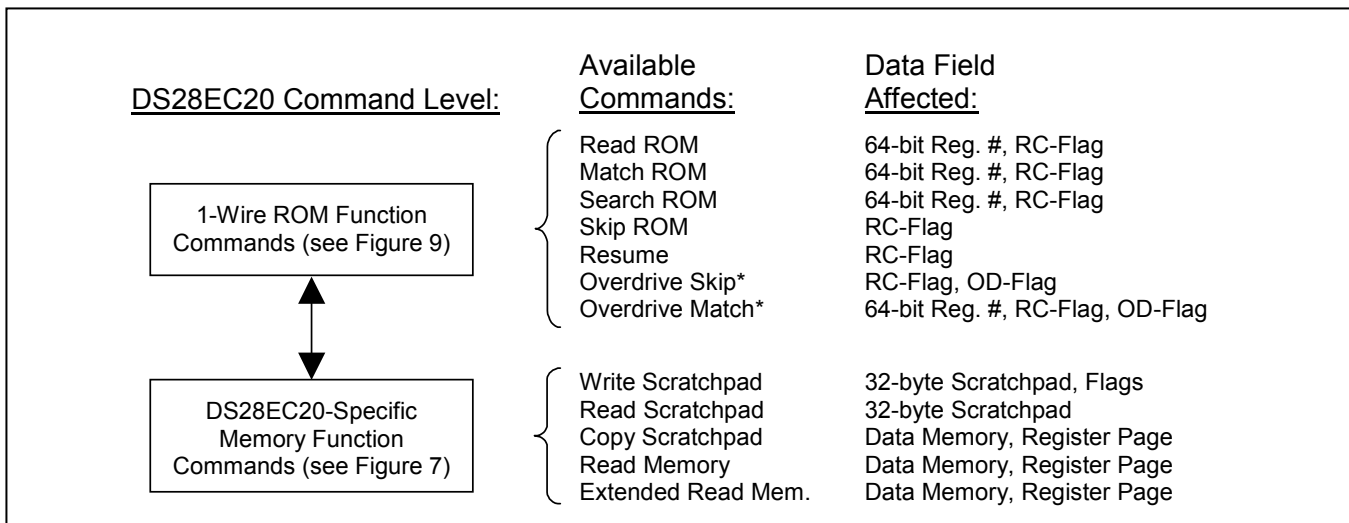 DS28EC20 Command Level:
Available
Commands:
Data Field
Affected:
1-Wire ROM Function
Commands (see Figure 9)
Read ROM 64-bit Reg. #, RC-Flag
Match ROM 64-bit Reg. #, RC-Flag
Search ROM 64-bit Reg. #, RC-Flag
Skip ROM RC-Flag
Resume RC-Flag
Overdrive Skip* RC-Flag, OD-Flag
Overdrive Match* 64-bit Reg. #, RC-Flag, OD-Flag
DS28EC20-Specific
Memory Function
Commands (see Figure 7)
Write Scratchpad 32-byte Scratchpad, Flags
Read Scratchpad 32-byte Scratchpad
Copy Scratchpad Data Memory, Register Page
Read Memory Data Memory, Register Page
Extended Read Mem. Data Memory, Register Page